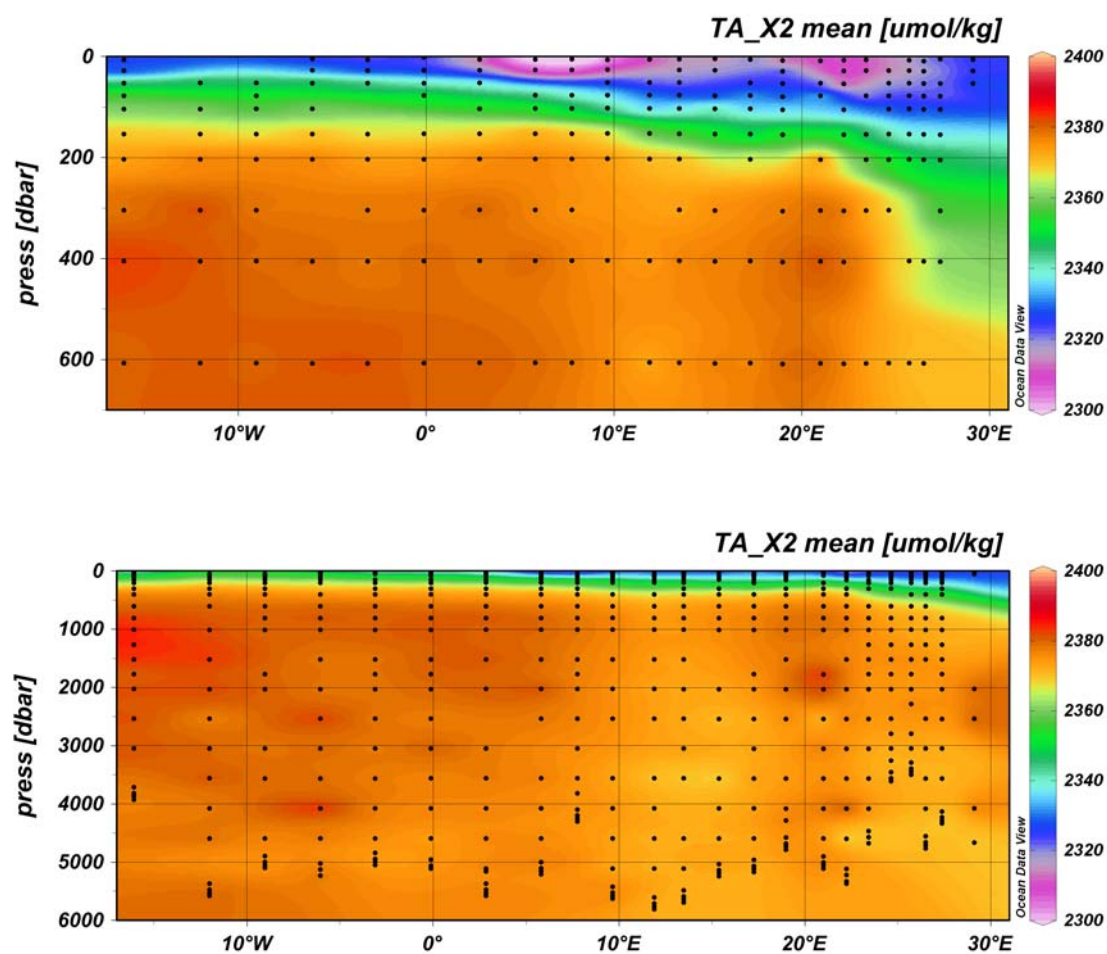 TA_X2 mean [umol/kg]
0
200
400
600
press [dbar]
10°W
0°
10°E
20°E
30°E
Ocean Data View
2400
2380
2360
2340
2320
2300
TA_X2 mean [umol/kg]
0
1000
2000
3000
4000
5000
6000
press [dbar]
10°W
0°
10°E
20°E
30°E
Ocean Data View
2400
2380
2360
2340
2320
2300